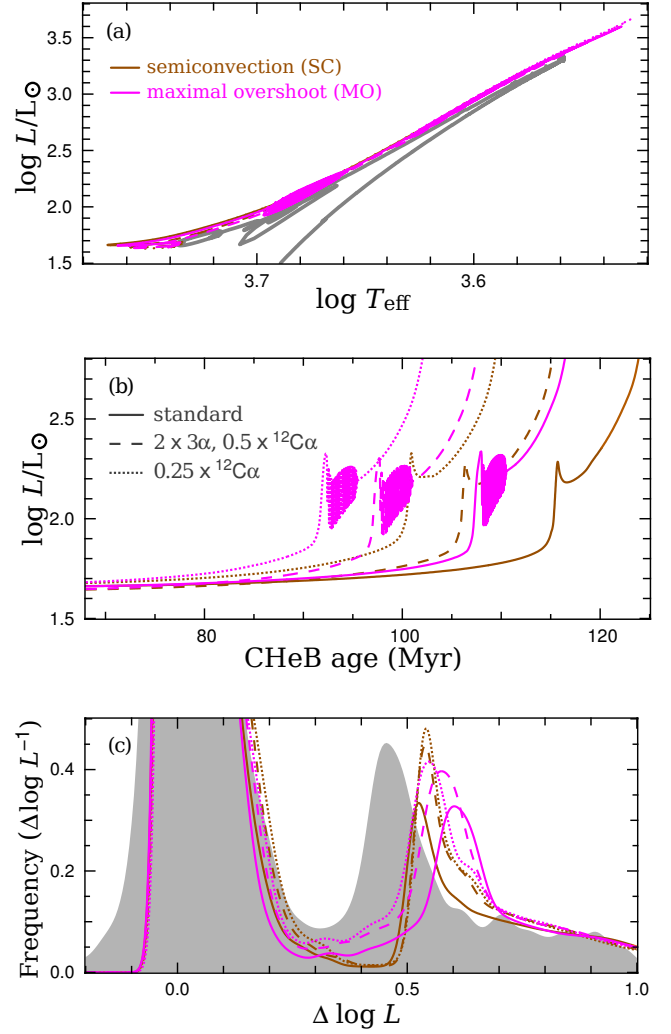 (a)
semiconvection (SC)
maximal overshoot (MO)
log L/L⊙
3.5
3.0
2.5
2.0
1.5
3.7
3.6
log Teff
(b)
standard
2 x 3α, 0.5 x ¹²Cα
0.25 x ¹²Cα
log L/L⊙
2.5
2.0
1.5
80
100
120
CHeB age (Myr)
(c)
Frequency (Δlog L⁻¹)
0.4
0.2
0.0
0.0
0.5
1.0
Δ log L